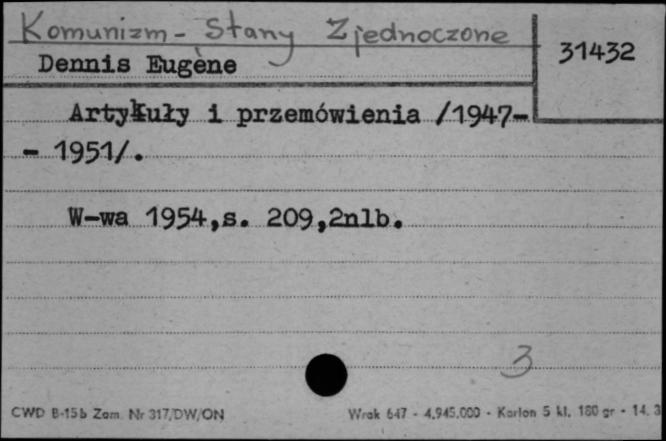 Komunizm - Stany Zjednoczone
31432
Dennis Eugène
Artykuły i przemówienia /1947-
- 1951/.
W-wa 1954,s. 209,2nlb.
3
CWD B-15b Zam. Nr 317/DW/ON
Wrak 647 - 4.945.000 - Karton 5 kl. 180 gr - 14. 3